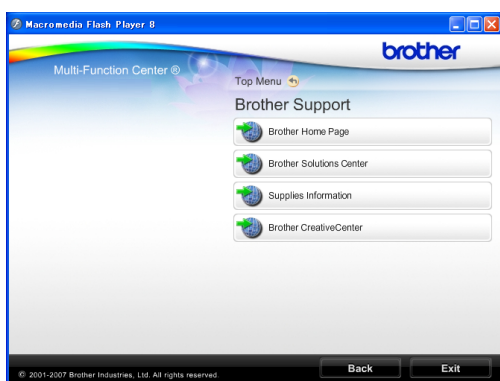 Macromedia Flash Player 8
brother
Multi-Function Center ®
Top Menu
Brother Support
Brother Home Page
Brother Solutions Center
Supplies Information
Brother CreativeCenter
© 2001-2007 Brother Industries, Ltd. All rights reserved.
Back
Exit